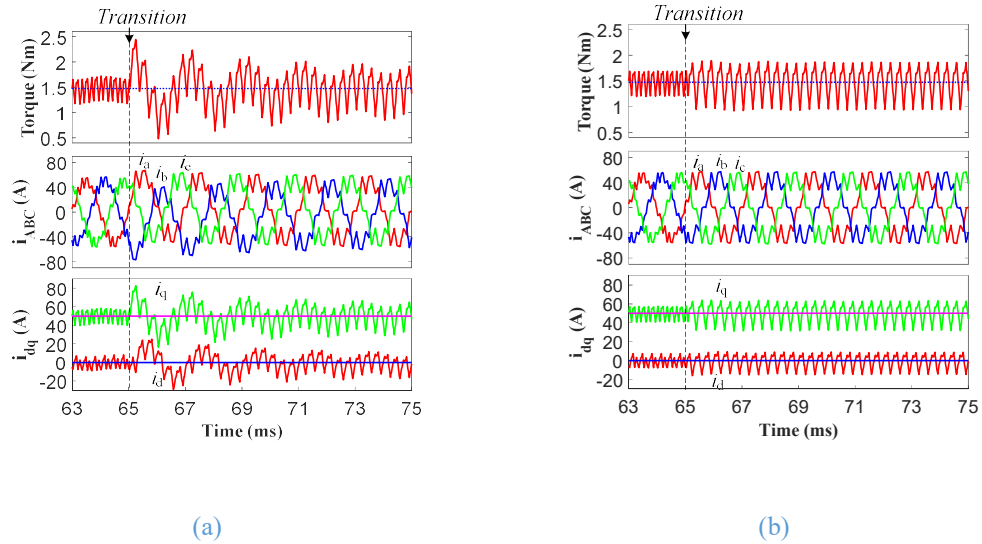 Transition
2.5
2
1.5
1
0.5
Torque (Nm)
80
40
0
-40
-80
i_ABC (A)
i_a
i_b
i_c
80
60
40
20
0
-20
i_dq (A)
i_q
i_d
63 65 67 69 71 73 75
Time (ms)
(a)
Transition
2.5
2
1.5
1
0.5
Torque (Nm)
80
40
0
-40
-80
i_ABC (A)
i_a
i_b
i_c
80
60
40
20
0
-20
i_dq (A)
i_q
i_d
63 65 67 69 71 73 75
Time (ms)
(b)